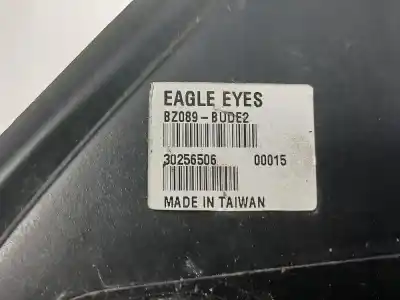 EAGLE EYES
BZ089-BUDE2
30256506 00015
MADE IN TAIWAN